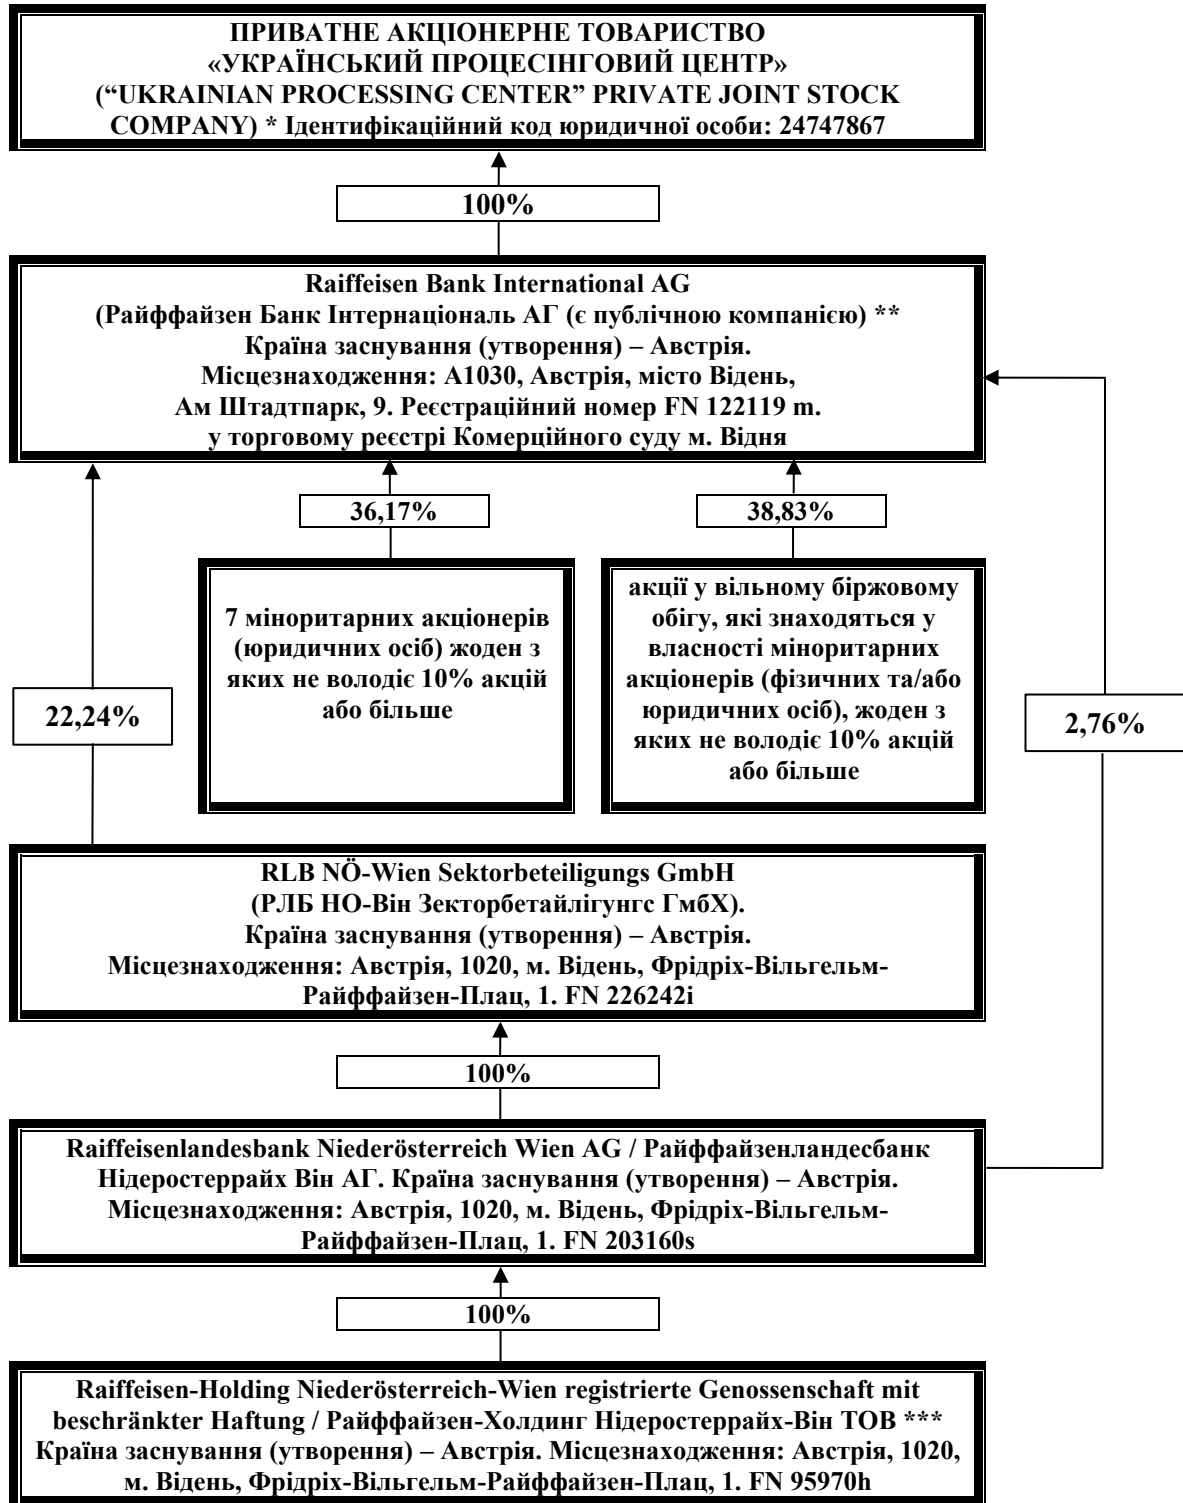 ПРИВАТНЕ АКЦІОНЕРНЕ ТОВАРИСТВО
«УКРАЇНСЬКИЙ ПРОЦЕСІНГОВИЙ ЦЕНТР»
(“UKRAINIAN PROCESSING CENTER” PRIVATE JOINT STOCK
COMPANY) * Ідентифікаційний код юридичної особи: 24747867
100%
Raiffeisen Bank International AG
(Райффайзен Банк Інтернаціональ АГ (є публічною компанією) **
Країна заснування (утворення) – Австрія.
Місцезнаходження: А1030, Австрія, місто Відень,
Ам Штадтпарк, 9. Реєстраційний номер FN 122119 m.
у торговому реєстрі Комерційного суду м. Відня
36,17%
38,83%
7 міноритарних акціонерів
(юридичних осіб) жоден з
яких не володіє 10% акцій
або більше
акції у вільному біржовому
обігу, які знаходяться у
власності міноритарних
акціонерів (фізичних та/або
юридичних осіб), жоден з
яких не володіє 10% акцій
або більше
22,24%
2,76%
RLB NÖ-Wien Sektorbeteiligungs GmbH
(РЛБ НО-Він Зекторбетайлігунгс ГмбХ).
Країна заснування (утворення) – Австрія.
Місцезнаходження: Австрія, 1020, м. Відень, Фрідріх-Вільгельм-
Райффайзен-Плац, 1. FN 226242i
100%
Raiffeisenlandesbank Niederösterreich Wien AG / Райффайзенландесбанк
Нідеростеррайх Він АГ. Країна заснування (утворення) – Австрія.
Місцезнаходження: Австрія, 1020, м. Відень, Фрідріх-Вільгельм-
Райффайзен-Плац, 1. FN 203160s
100%
Raiffeisen-Holding Niederösterreich-Wien registrierte Genossenschaft mit
beschränkter Haftung / Райффайзен-Холдинг Нідеростеррайх-Він ТОВ ***
Країна заснування (утворення) – Австрія. Місцезнаходження: Австрія, 1020,
м. Відень, Фрідріх-Вільгельм-Райффайзен-Плац, 1. FN 95970h